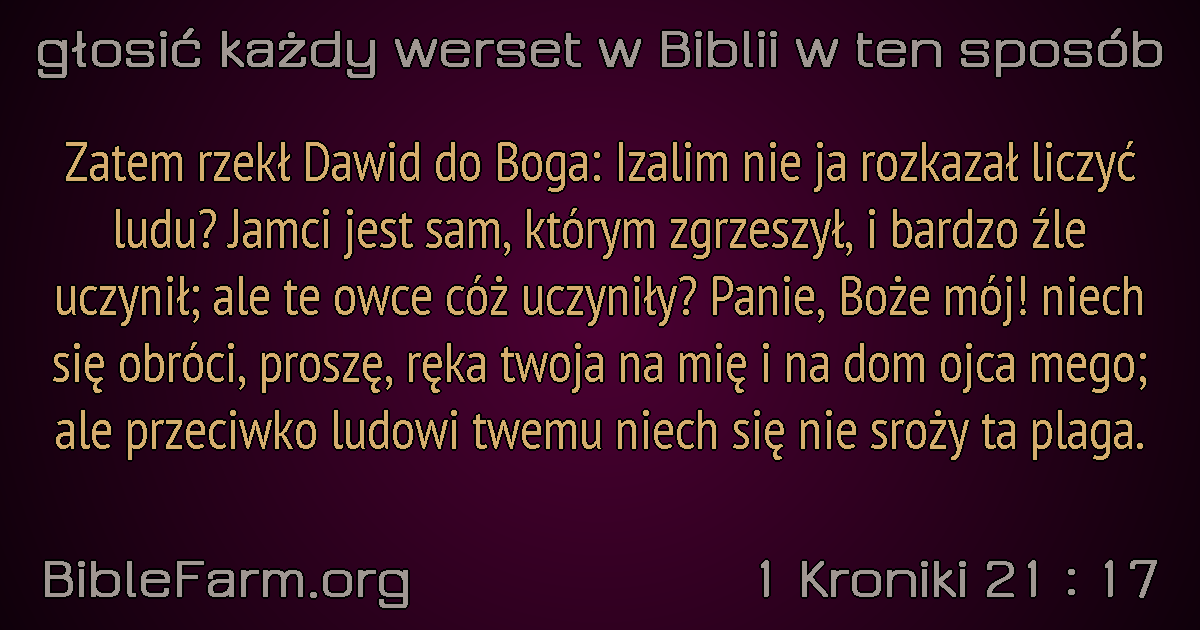 głosić każdy werset w Biblii w ten sposób
Zatem rzekł Dawid do Boga: Izalim nie ja rozkazał liczyć
ludu? Jamci jest sam, którym zgrzeszył, i bardzo źle
uczynił; ale te owce cóż uczyniły? Panie, Boże mój! niech
się obróci, proszę, ręka twoja na mię i na dom ojca mego;
ale przeciwko ludowi twemu niech się nie sroży ta plaga.
BibleFarm.org
1 Kroniki 21 : 17